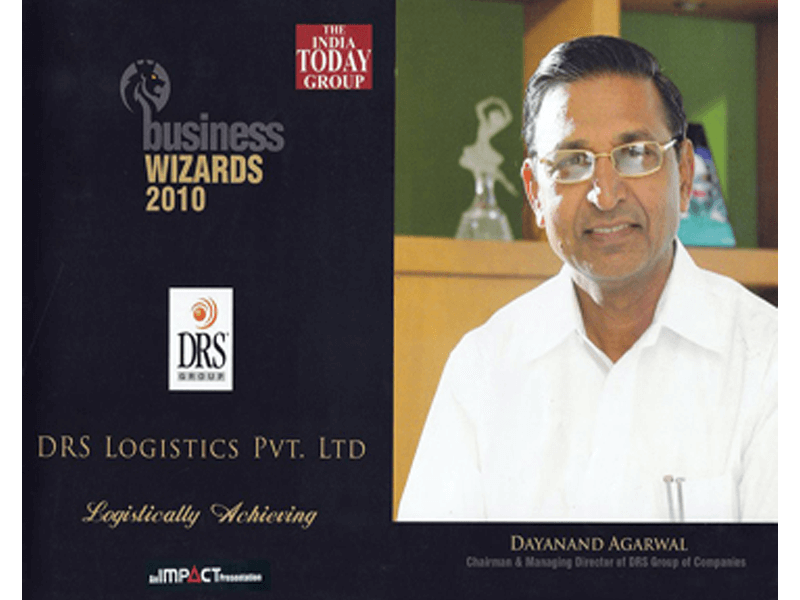 THE
INDIA
TODAY
GROUP
business
WIZARDS
2010
DRS
GROUP
DRS LOGISTICS PVT. LTD
Logistically Achieving
An IMPACT Presentation
DAYANAND AGARWAL
Chairman & Managing Director of DRS Group of Companies